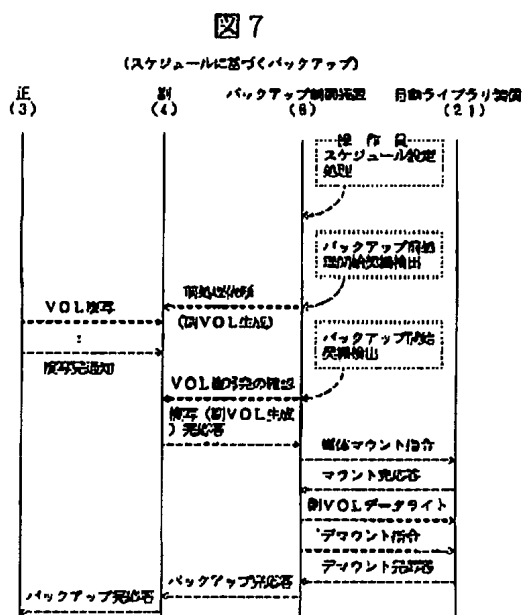 図7
(スケジュールに基づくバックアップ)
正 副 バックアップ制御装置 自動ライブラリ装置
(3) (4) (8) (21)
操作員
スケジュール設定
処理
バックアップ前処
理開始契機検出
前処理依頼
VOL複写
(副VOL生成)
バックアップ開始
契機検出
:
複写完通知
VOL複写完の確認
複写(副VOL生成
)完応答
媒体マウント指令
マウント完応答
副VOLデータライト
デマウント指令
デマウント完応答
バックアップ完応答
バックアップ完応答